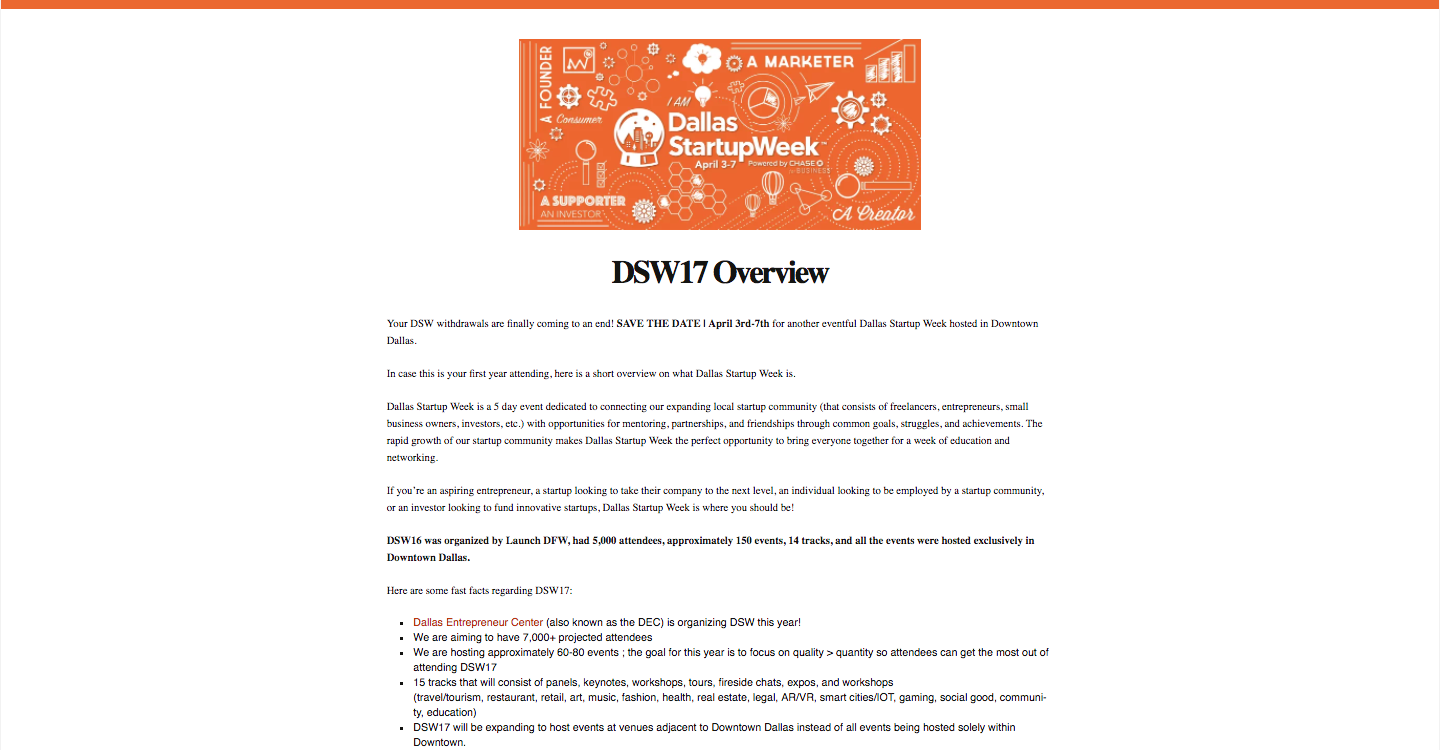 A FOUNDER
A MARKETER
I AM
Consumer
Dallas
StartupWeek™
April 3-7 Powered by CHASE
for BUSINESS
A SUPPORTER
AN INVESTOR
A Creator
DSW17 Overview
Your DSW withdrawals are finally coming to an end! SAVE THE DATE | April 3rd-7th for another eventful Dallas Startup Week hosted in Downtown
Dallas.
In case this is your first year attending, here is a short overview on what Dallas Startup Week is.
Dallas Startup Week is a 5 day event dedicated to connecting our expanding local startup community (that consists of freelancers, entrepreneurs, small
business owners, investors, etc.) with opportunities for mentoring, partnerships, and friendships through common goals, struggles, and achievements. The
rapid growth of our startup community makes Dallas Startup Week the perfect opportunity to bring everyone together for a week of education and
networking.
If you're an aspiring entrepreneur, a startup looking to take their company to the next level, an individual looking to be employed by a startup community,
or an investor looking to fund innovative startups, Dallas Startup Week is where you should be!
DSW16 was organized by Launch DFW, had 5,000 attendees, approximately 150 events, 14 tracks, and all the events were hosted exclusively in
Downtown Dallas.
Here are some fast facts regarding DSW17:
▪ Dallas Entrepreneur Center (also known as the DEC) is organizing DSW this year!
▪ We are aiming to have 7,000+ projected attendees
▪ We are hosting approximately 60-80 events ; the goal for this year is to focus on quality > quantity so attendees can get the most out of
attending DSW17
▪ 15 tracks that will consist of panels, keynotes, workshops, tours, fireside chats, expos, and workshops
(travel/tourism, restaurant, retail, art, music, fashion, health, real estate, legal, AR/VR, smart cities/IOT, gaming, social good, communi-
ty, education)
▪ DSW17 will be expanding to host events at venues adjacent to Downtown Dallas instead of all events being hosted solely within
Downtown.